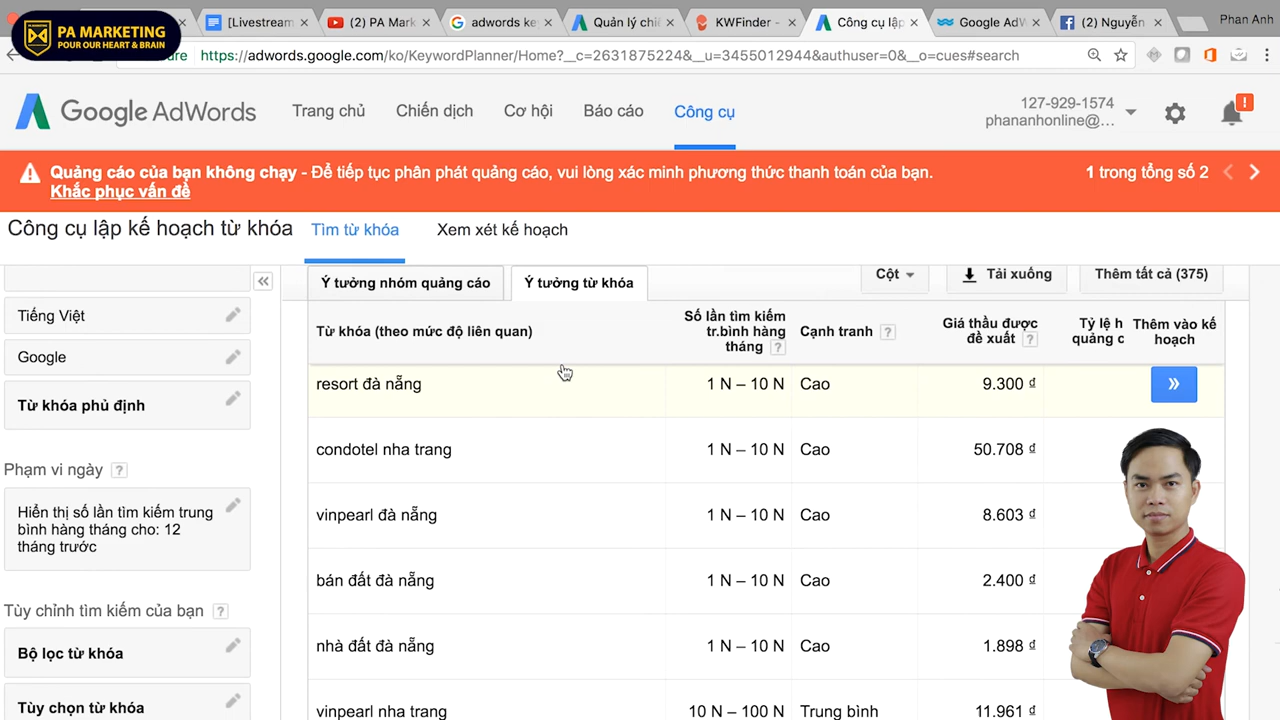 PA MARKETING
POUR OUR HEART & BRAIN
[Livestream
(2) PA Mark
adwords ke
Quản lý chiế
KWFinder -
Công cụ lập
Google AdW
(2) Nguyễn
Phan Anh
https://adwords.google.com/ko/KeywordPlanner/Home?__c=2631875224&__u=3455012944&authuser=0&__o=cues#search
Google AdWords
Trang chủ
Chiến dịch
Cơ hội
Báo cáo
Công cụ
127-929-1574
phananhonline@...
!
Quảng cáo của bạn không chạy - Để tiếp tục phân phát quảng cáo, vui lòng xác minh phương thức thanh toán của bạn.
Khắc phục vấn đề
1 trong tổng số 2
Công cụ lập kế hoạch từ khóa
Tìm từ khóa
Xem xét kế hoạch
Tiếng Việt
Google
Từ khóa phủ định
Phạm vi ngày ?
Hiển thị số lần tìm kiếm trung
bình hàng tháng cho: 12
tháng trước
Tùy chỉnh tìm kiếm của bạn ?
Bộ lọc từ khóa
Tùy chọn từ khóa
Ý tưởng nhóm quảng cáo
Ý tưởng từ khóa
Cột
Tải xuống
Thêm tất cả (375)
Từ khóa (theo mức độ liên quan)
Số lần tìm kiếm
tr.bình hàng
tháng ?
Cạnh tranh ?
Giá thầu được
đề xuất ?
Tỷ lệ h
quảng c
Thêm vào kế
hoạch
resort đà nẵng 1 N – 10 N Cao 9.300 ₫ »
condotel nha trang 1 N – 10 N Cao 50.708 ₫
vinpearl đà nẵng 1 N – 10 N Cao 8.603 ₫
bán đất đà nẵng 1 N – 10 N Cao 2.400 ₫
nhà đất đà nẵng 1 N – 10 N Cao 1.898 ₫
vinpearl nha trang 10 N – 100 N Trung bình 11.961 ₫